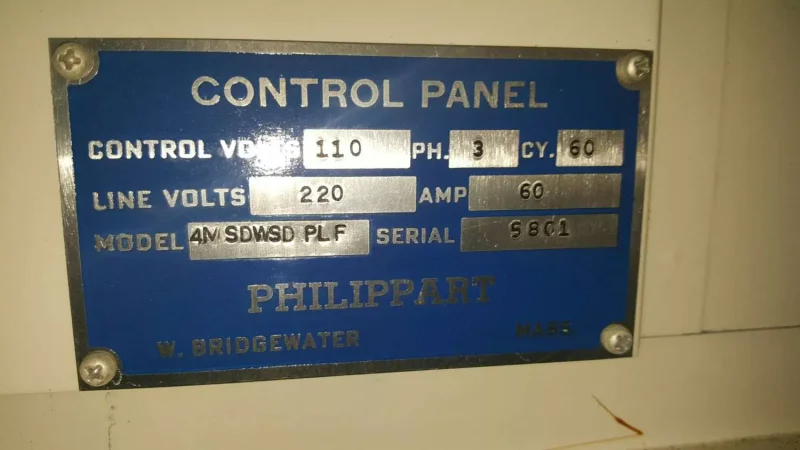 CONTROL PANEL
CONTROL VOLTS 110 PH. 3 CY. 60
LINE VOLTS 220 AMP 60
MODEL 4M SDWSD PLF SERIAL
PHILIPPART
W. BRIDGEWATER MASS.